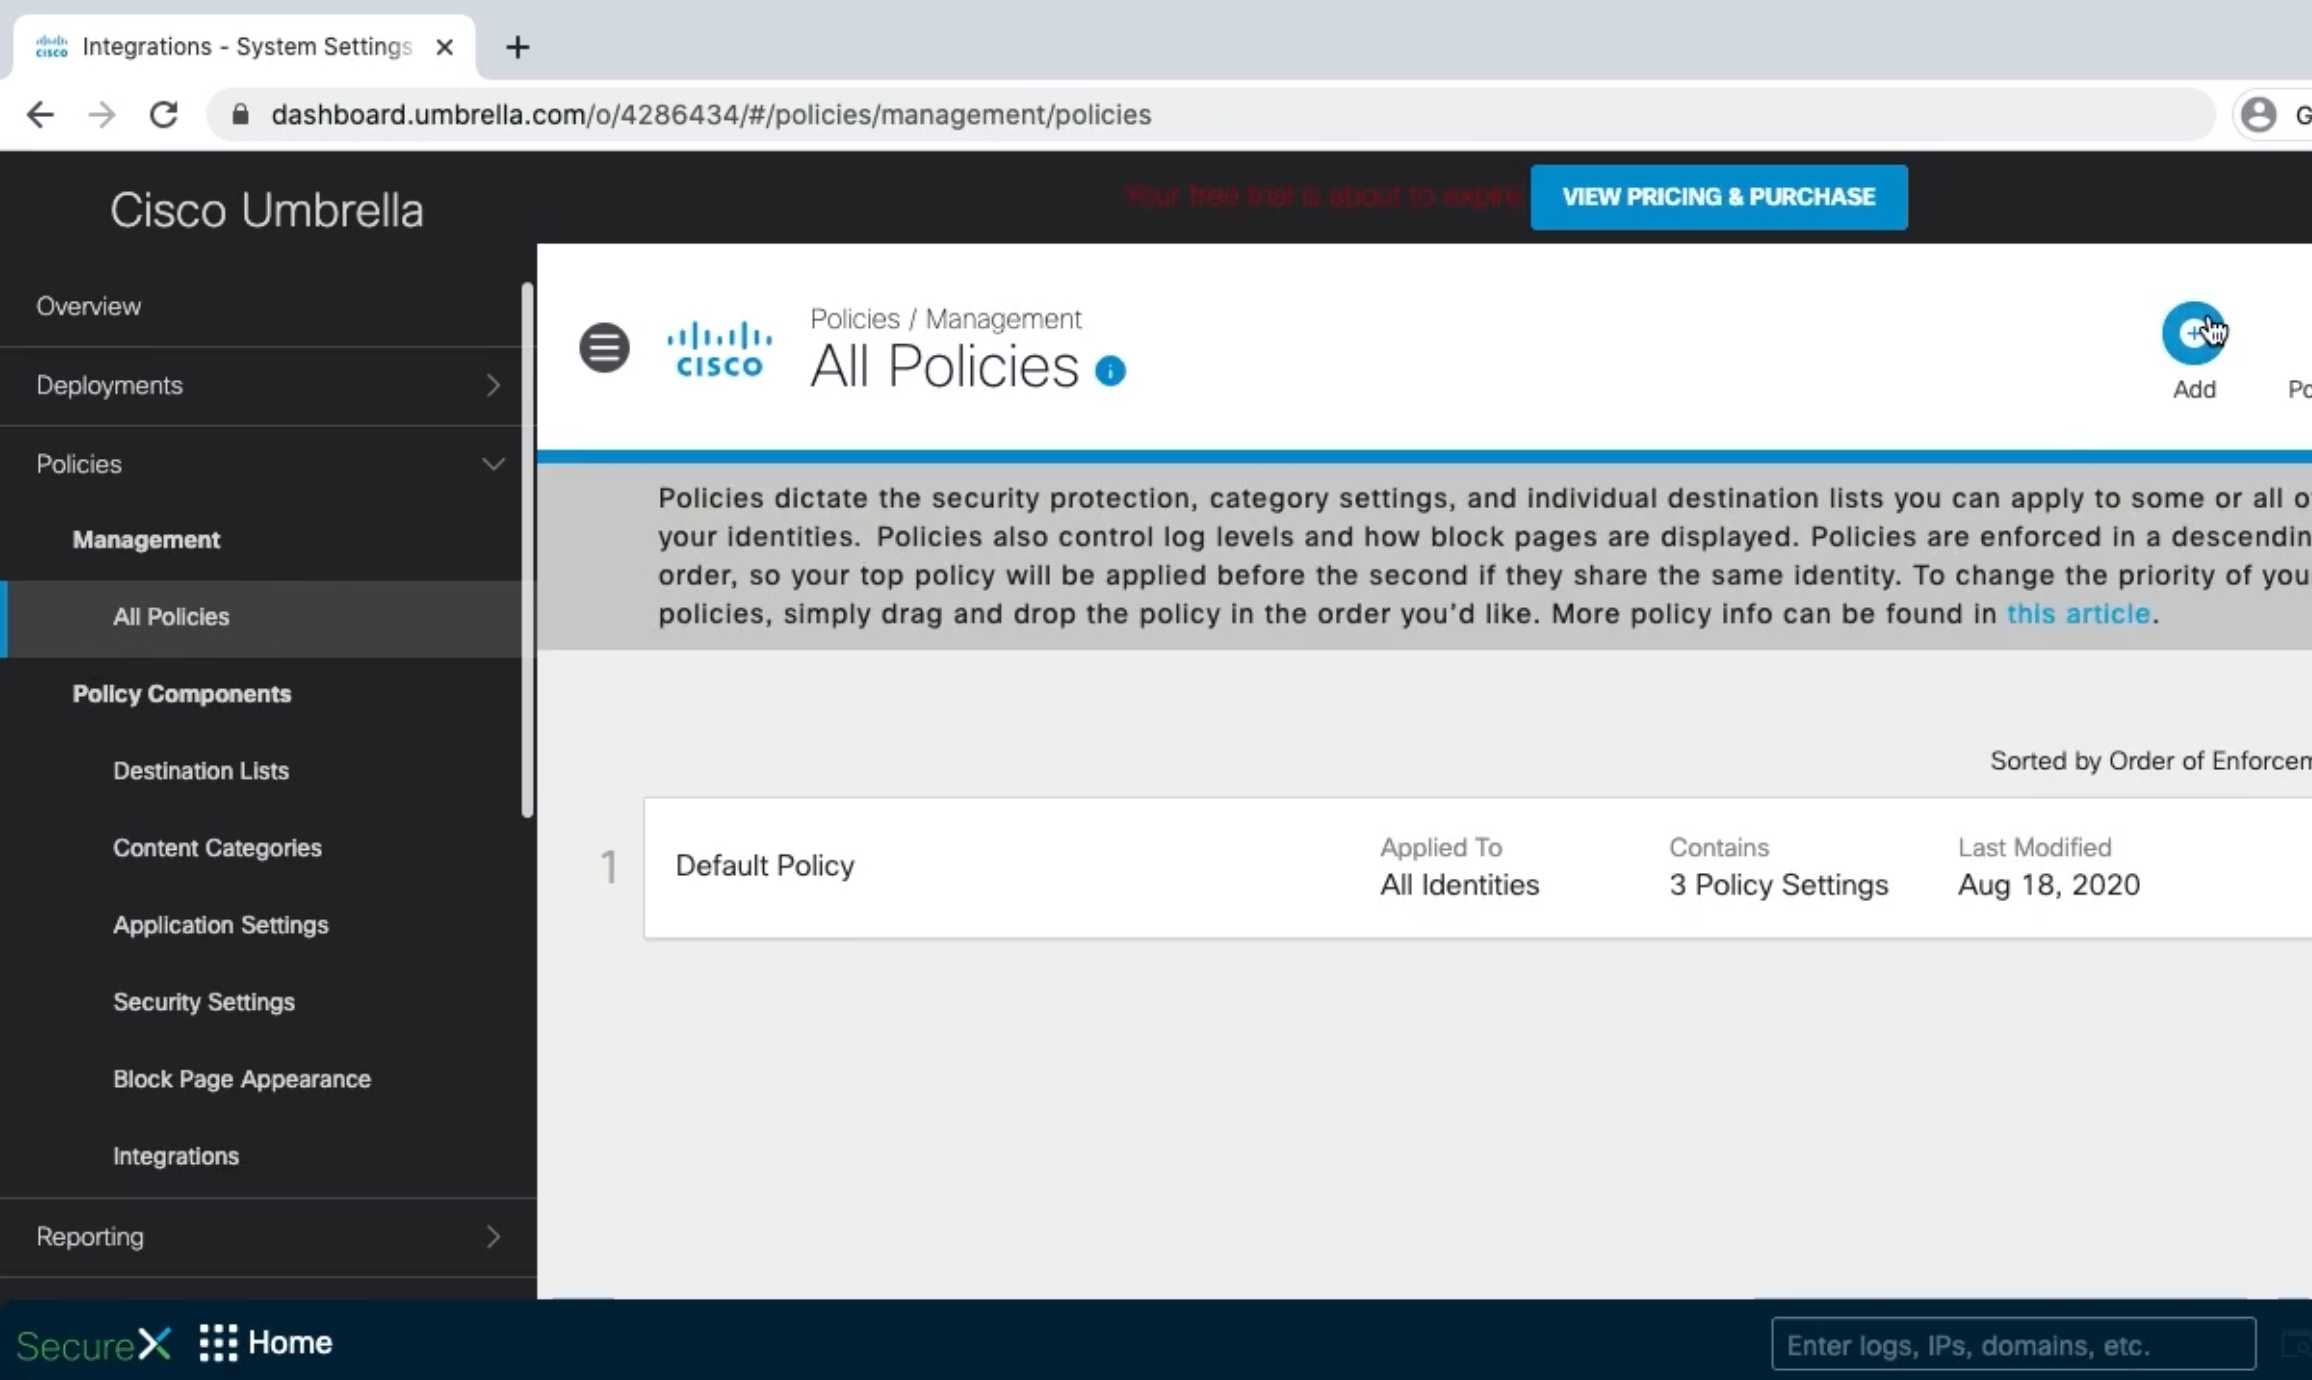 cisco Integrations - System Settings
dashboard.umbrella.com/o/4286434/#/policies/management/policies
G
Cisco Umbrella
Your free trial is about to expire
VIEW PRICING & PURCHASE
Overview
Deployments
Policies
Management
All Policies
Policy Components
Destination Lists
Content Categories
Application Settings
Security Settings
Block Page Appearance
Integrations
Reporting
cisco
Policies / Management
All Policies i
Add
Po
Policies dictate the security protection, category settings, and individual destination lists you can apply to some or all o
your identities. Policies also control log levels and how block pages are displayed. Policies are enforced in a descendin
order, so your top policy will be applied before the second if they share the same identity. To change the priority of you
policies, simply drag and drop the policy in the order you'd like. More policy info can be found in this article.
Sorted by Order of Enforcem
1
Default Policy
Applied To
All Identities
Contains
3 Policy Settings
Last Modified
Aug 18, 2020
SecureX Home
Enter logs, IPs, domains, etc.